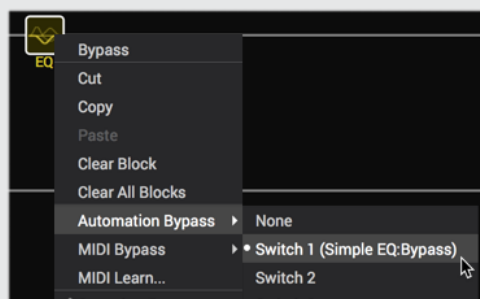 EQ
Bypass
Cut
Copy
Paste
Clear Block
Clear All Blocks
Automation Bypass
None
MIDI Bypass
Switch 1 (Simple EQ:Bypass)
MIDI Learn...
Switch 2